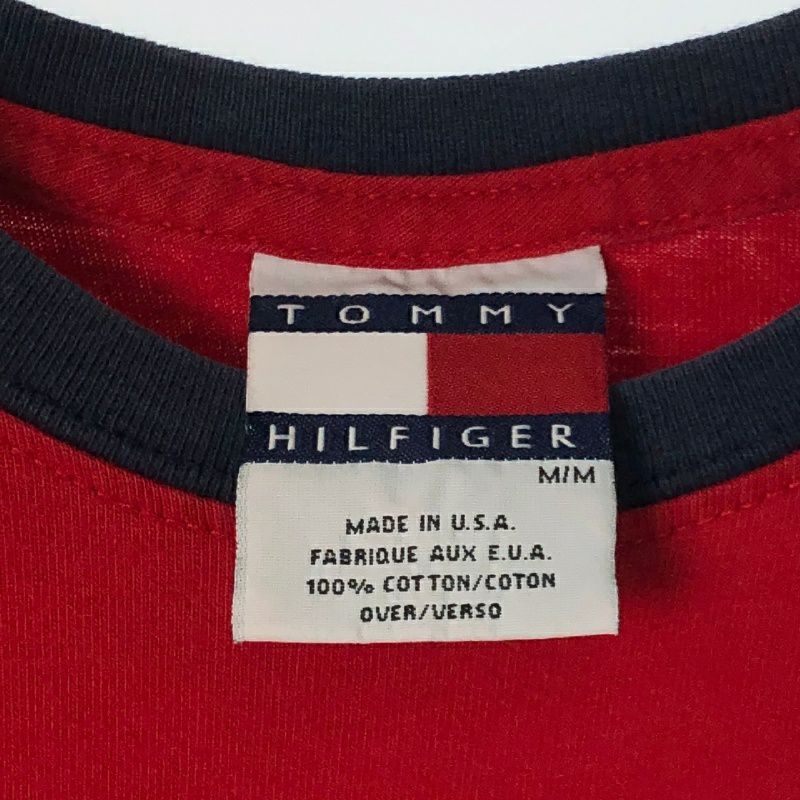 TOMMY
HILFIGER
M/M
MADE IN U.S.A.
FABRIQUE AUX E.U.A.
100% COTTON/COTON
OVER/VERSO